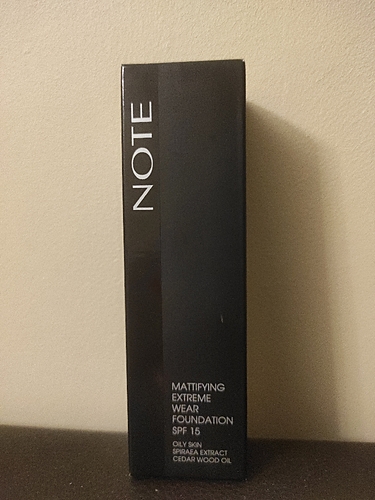 NOTE
MATTIFYING
EXTREME
WEAR
FOUNDATION
SPF 15
OILY SKIN
SPIRAEA EXTRACT
CEDAR WOOD OIL